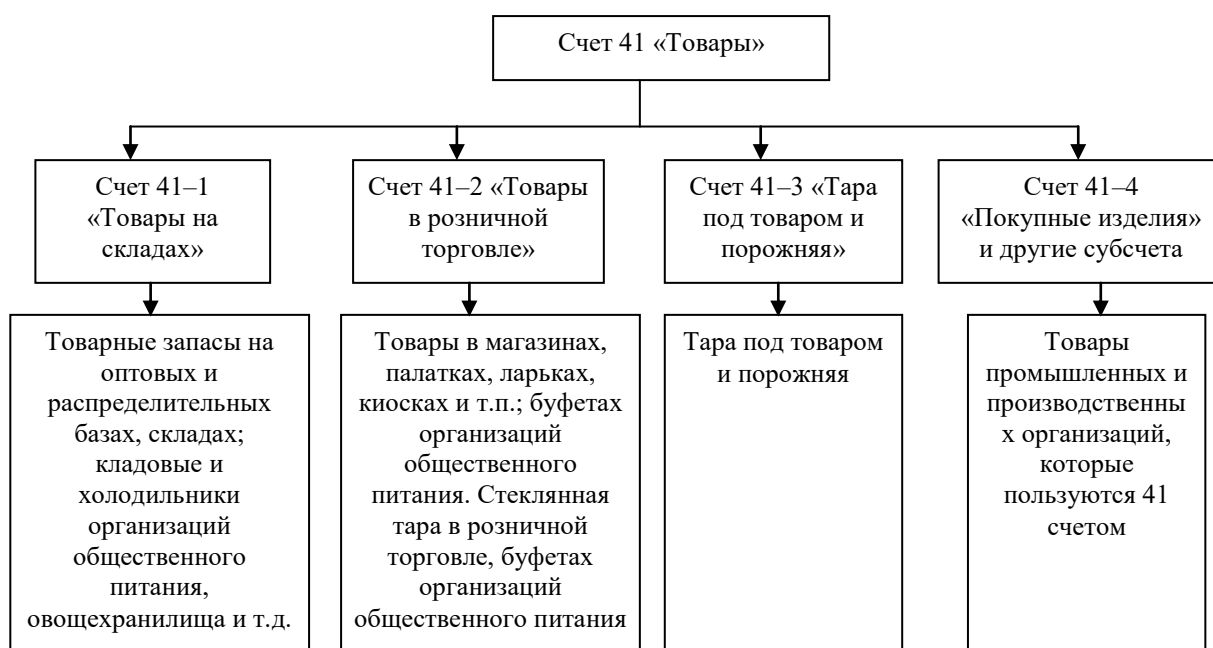 Счет 41 «Товары»
Счет 41–1
«Товары на
складах»
Счет 41–2 «Товары
в розничной
торговле»
Счет 41–3 «Тара
под товаром и
порожняя»
Счет 41–4
«Покупные изделия»
и другие субсчета
Товарные запасы на
оптовых и
распределительных
базах, складах;
кладовые и
холодильники
организаций
общественного
питания,
овощехранилища и т.д.
Товары в магазинах,
палатках, ларьках,
киосках и т.п.; буфетах
организаций
общественного
питания. Стеклянная
тара в розничной
торговле, буфетах
организаций
общественного питания
Тара под товаром
и порожняя
Товары
промышленных и
производственны
х организаций,
которые
пользуются 41
счетом